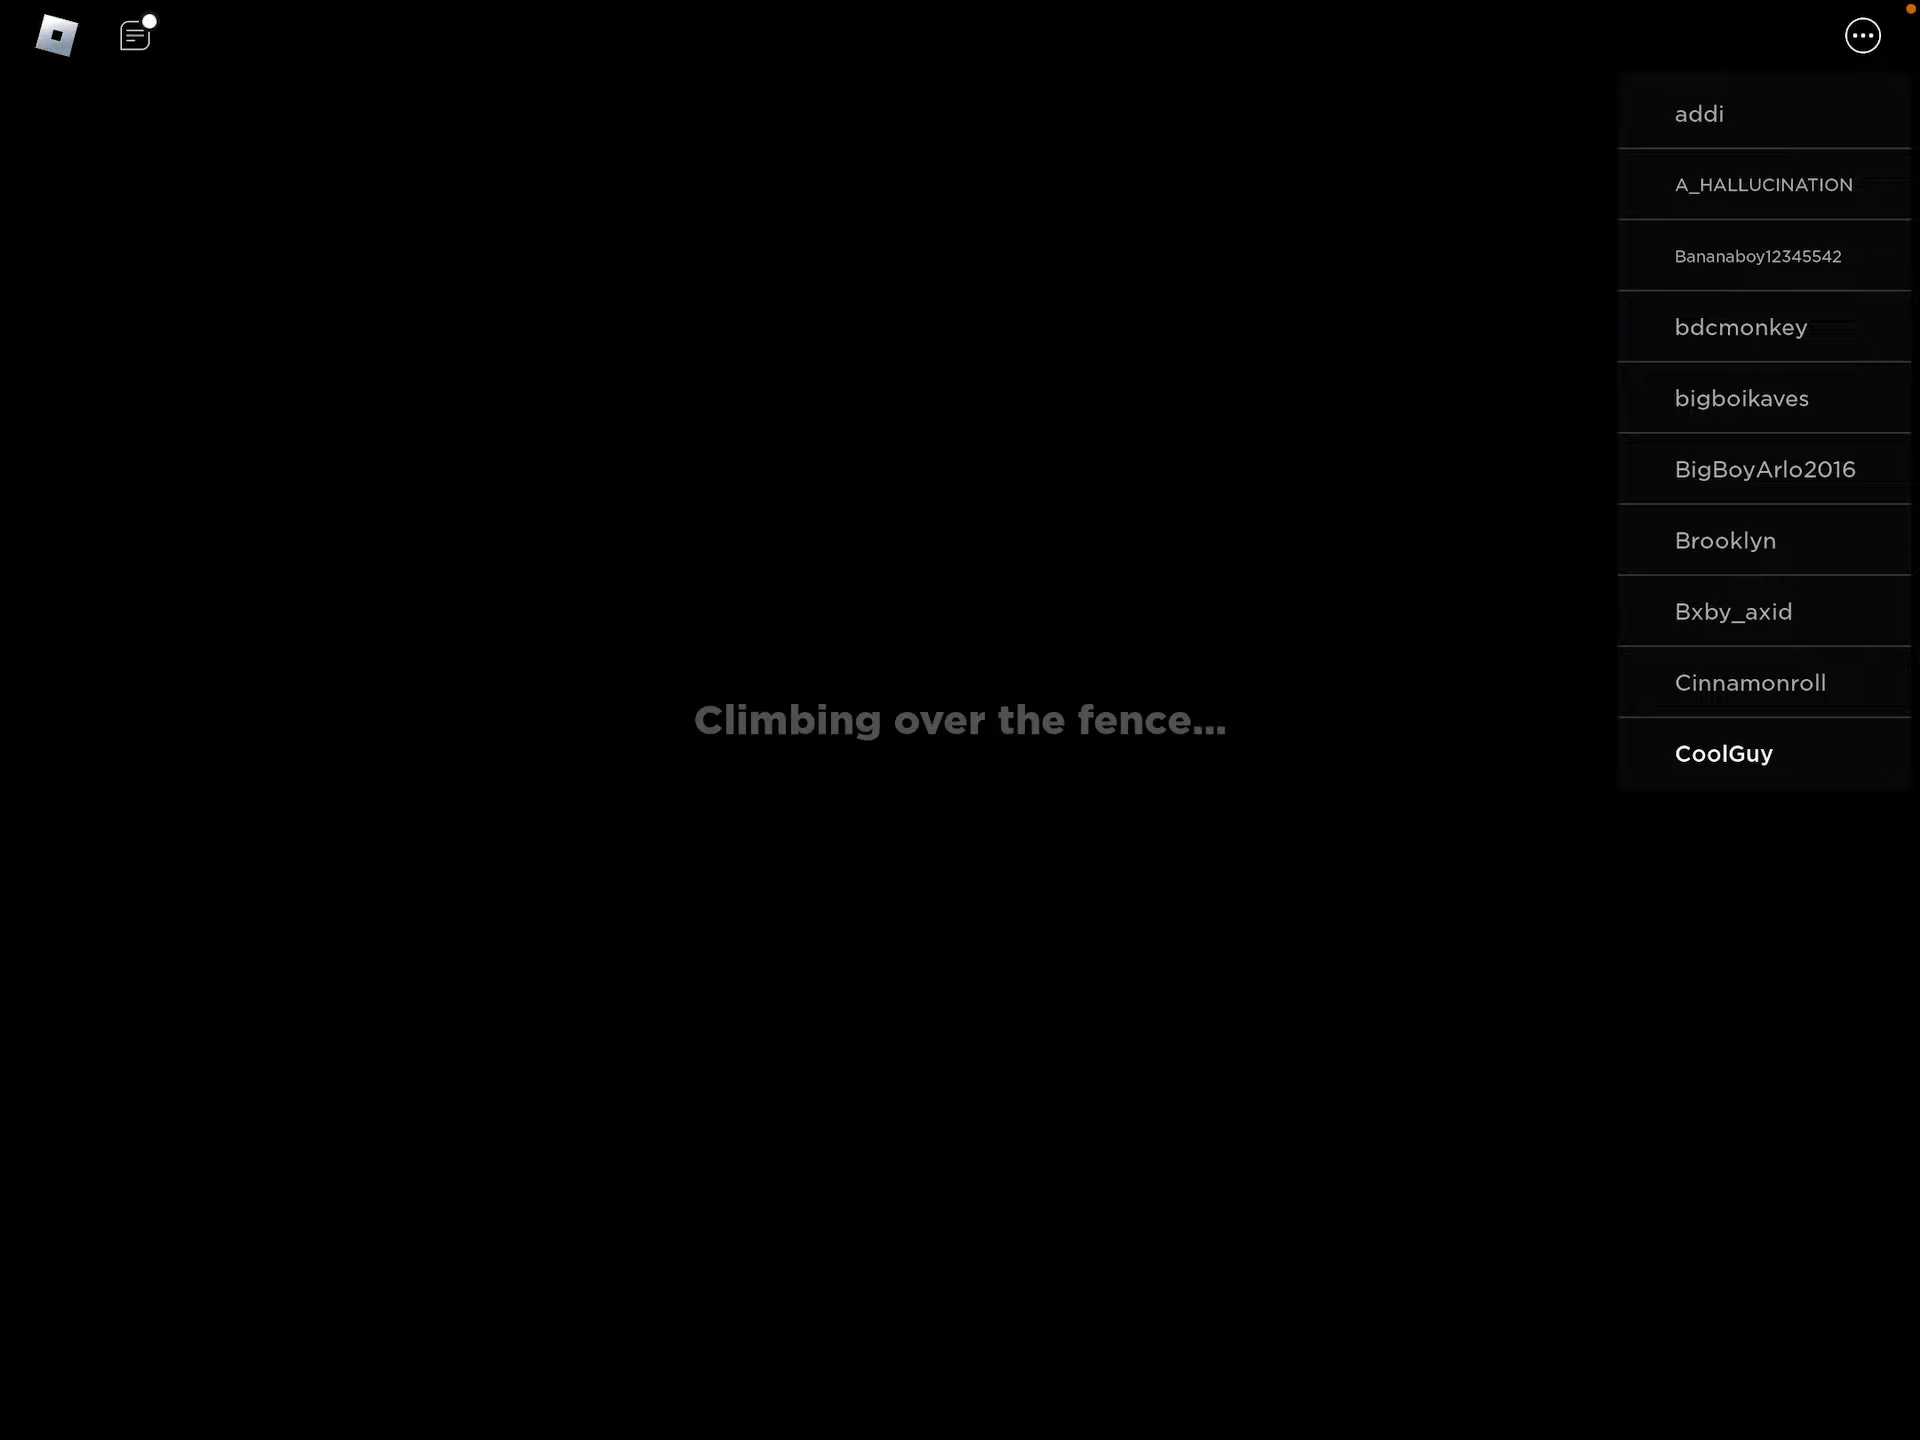 addi
A_HALLUCINATION
Bananaboy12345542
bdcmonkey
bigboikaves
BigBoyArlo2016
Brooklyn
Bxby_axid
Cinnamonroll
Climbing over the fence...
CoolGuy